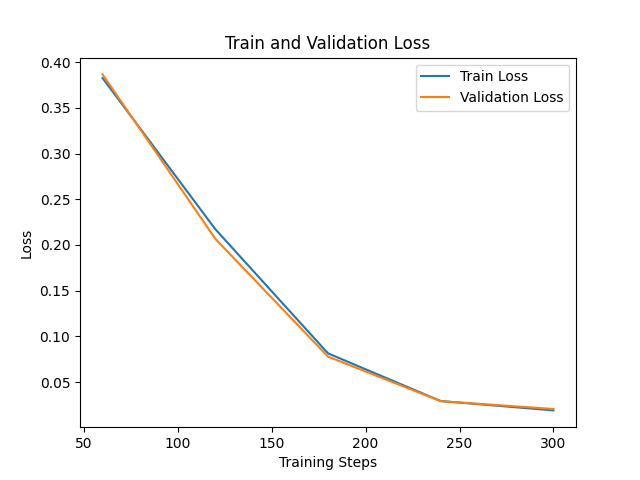 Train and Validation Loss
0.40
0.35
0.30
0.25
0.20
0.15
0.10
0.05
Loss
Train Loss
Validation Loss
50
100
150
200
250
300
Training Steps